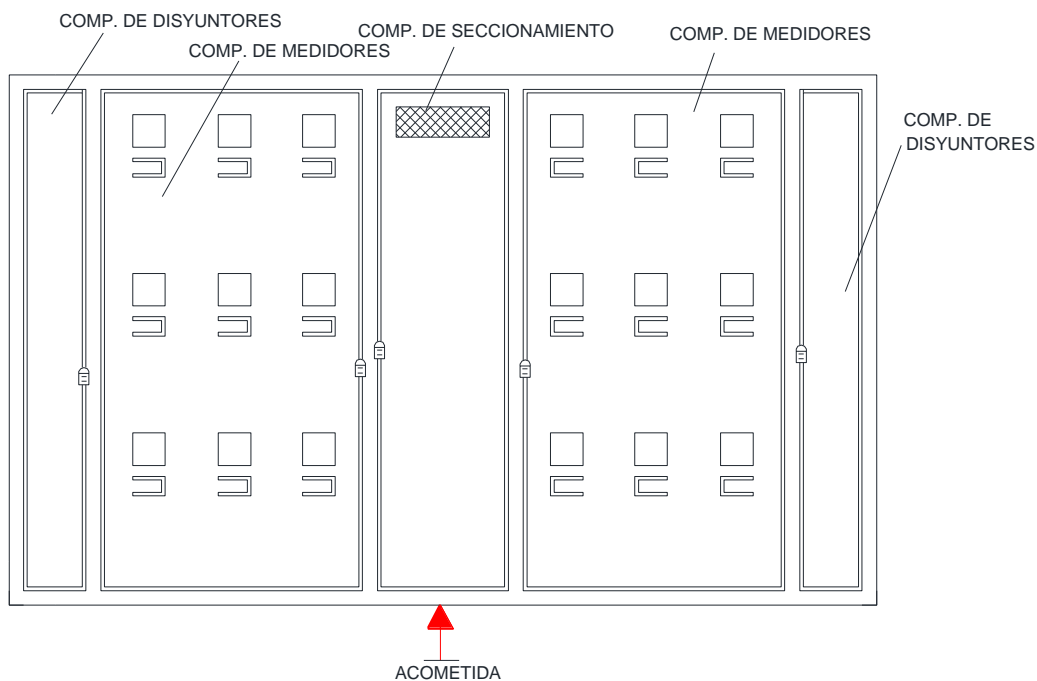 COMP. DE DISYUNTORES
COMP. DE MEDIDORES
COMP. DE SECCIONAMIENTO
COMP. DE MEDIDORES
COMP. DE
DISYUNTORES
ACOMETIDA